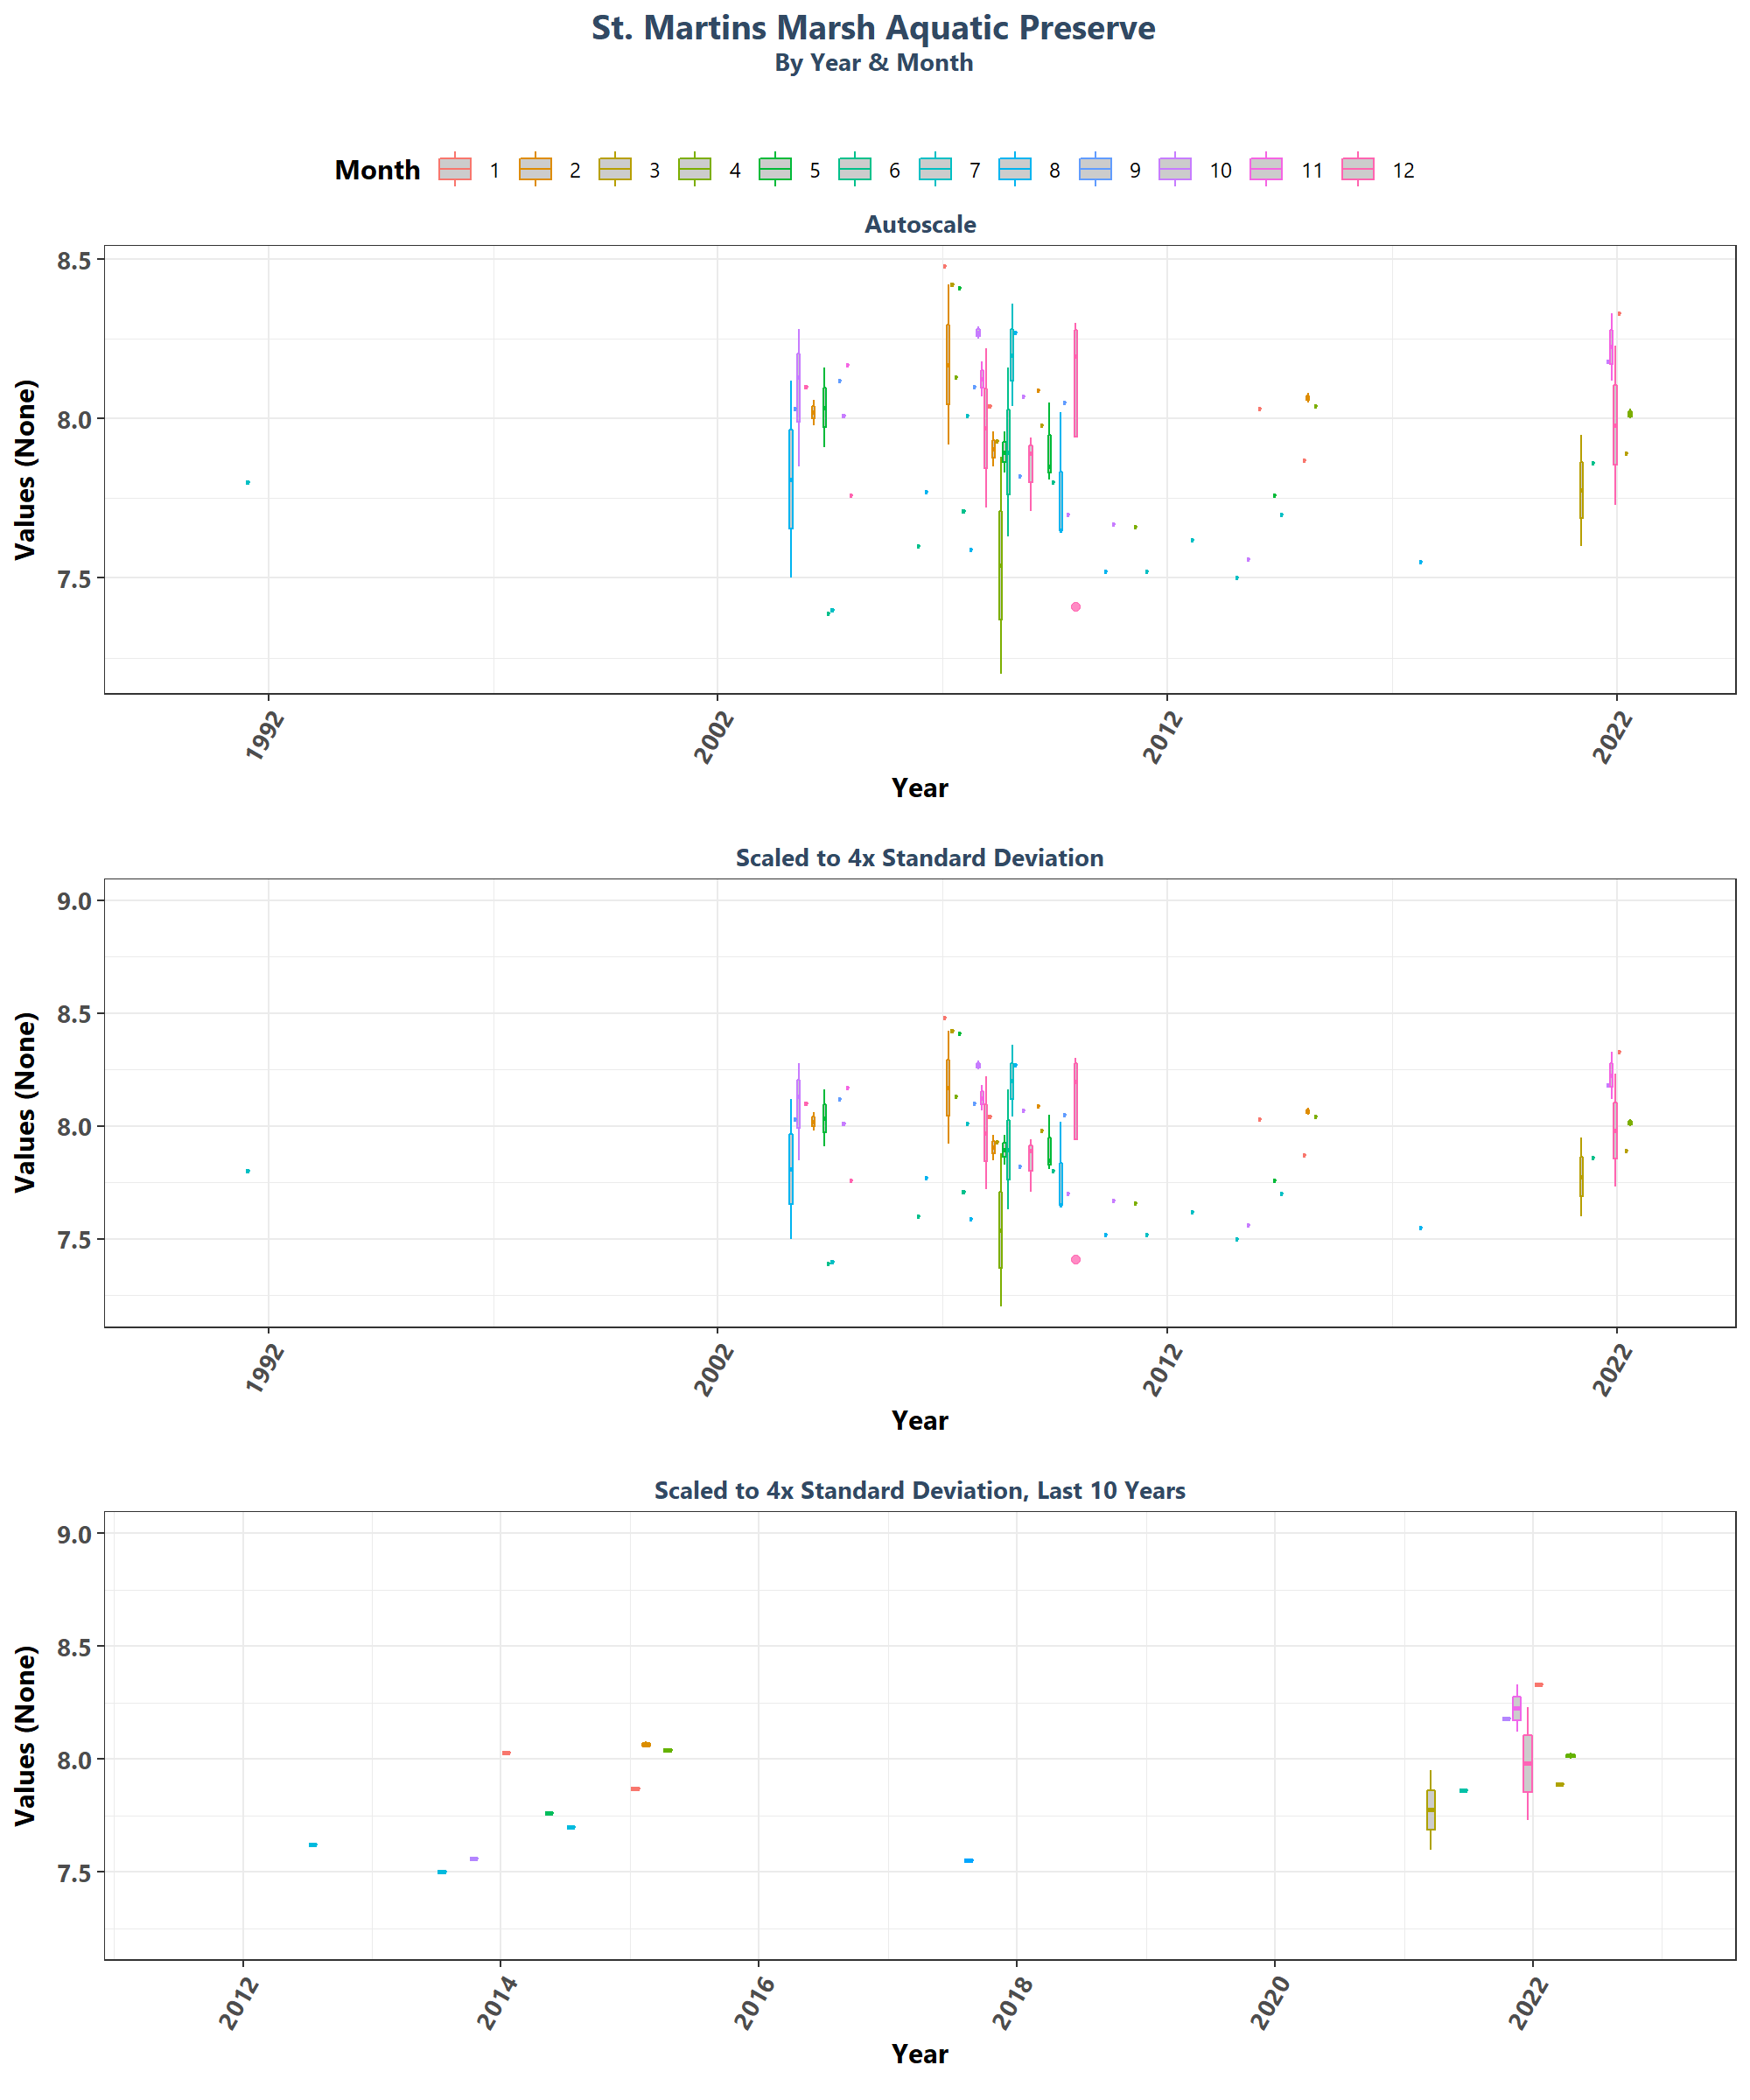 St. Martins Marsh Aquatic Preserve
By Year & Month
Month 1 2 3 4 5 6 7 8 9 10 11 12
Autoscale
Values (None)
8.5
8.0
7.5
1992 2002 2012 2022
Year
Scaled to 4x Standard Deviation
Values (None)
9.0
8.5
8.0
7.5
1992 2002 2012 2022
Year
Scaled to 4x Standard Deviation, Last 10 Years
Values (None)
9.0
8.5
8.0
7.5
2012 2014 2016 2018 2020 2022
Year